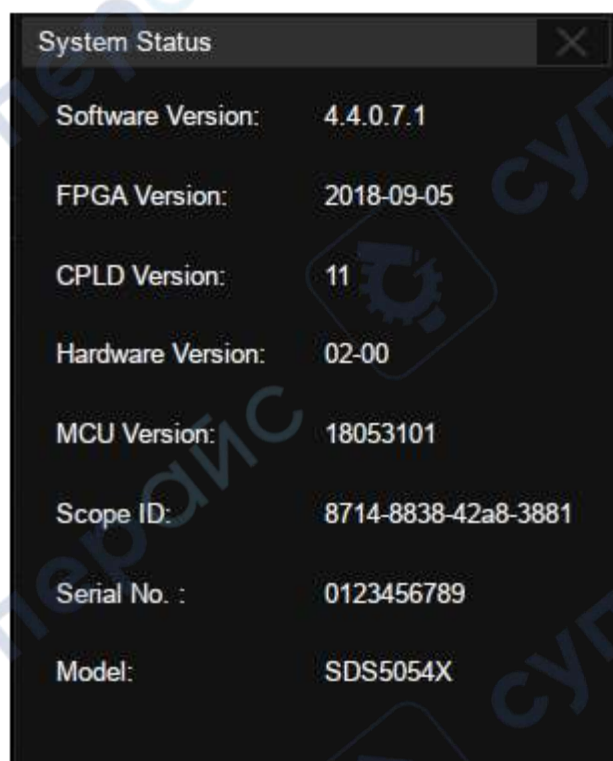 System Status
Software Version: 4.4.0.7.1
FPGA Version: 2018-09-05
CPLD Version: 11
Hardware Version: 02-00
MCU Version: 18053101
Scope ID: 8714-8838-42a8-3881
Serial No. : 0123456789
Model: SDS5054X